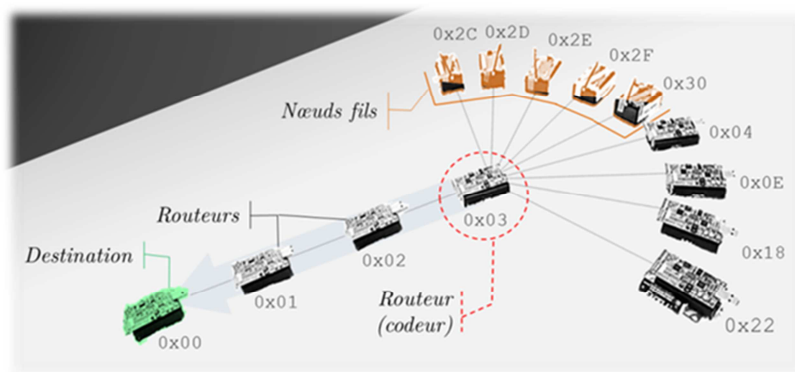 0x2C
0x2D
0x2E
0x2F
0x30
Nœuds fils
0x04
0x0E
0x03
Routeurs
0x18
0x02
Destination
0x01
Routeur
(codeur)
0x22
0x00